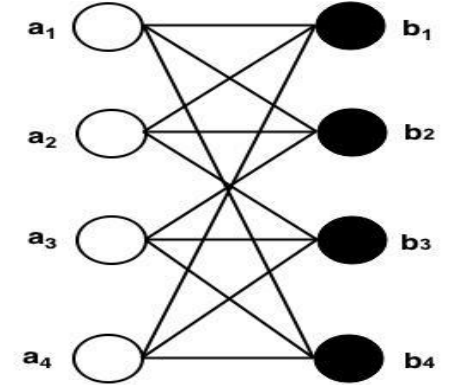 a₁ b₁
a₂ b₂
a₃ b₃
a₄ b₄